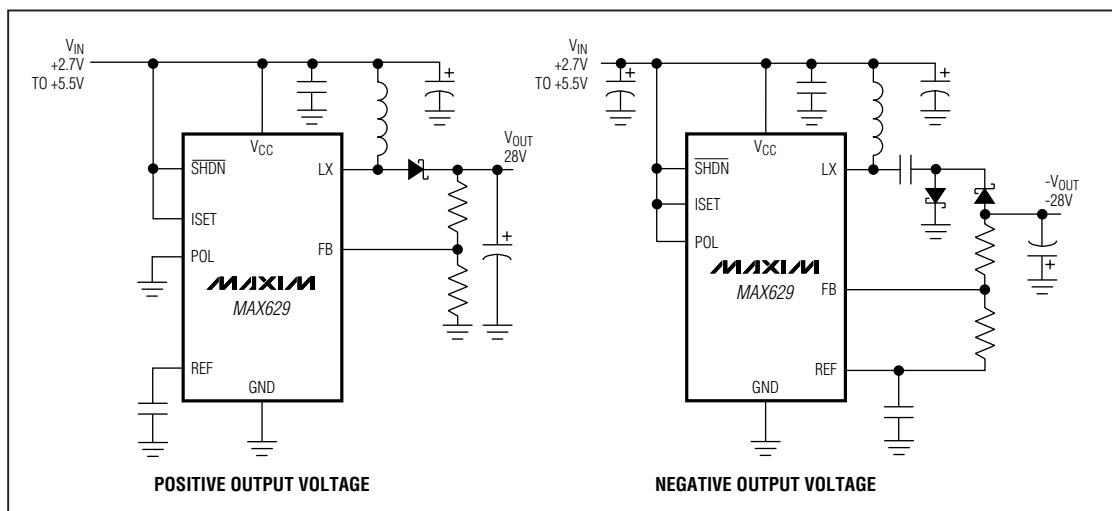 VIN
+2.7V
TO +5.5V
VCC
SHDN
LX
VOUT
28V
ISET
POL
FB
MAXIM
MAX629
REF
GND
POSITIVE OUTPUT VOLTAGE
VIN
+2.7V
TO +5.5V
VCC
SHDN
LX
ISET
-VOUT
-28V
POL
MAXIM
MAX629
FB
REF
GND
NEGATIVE OUTPUT VOLTAGE